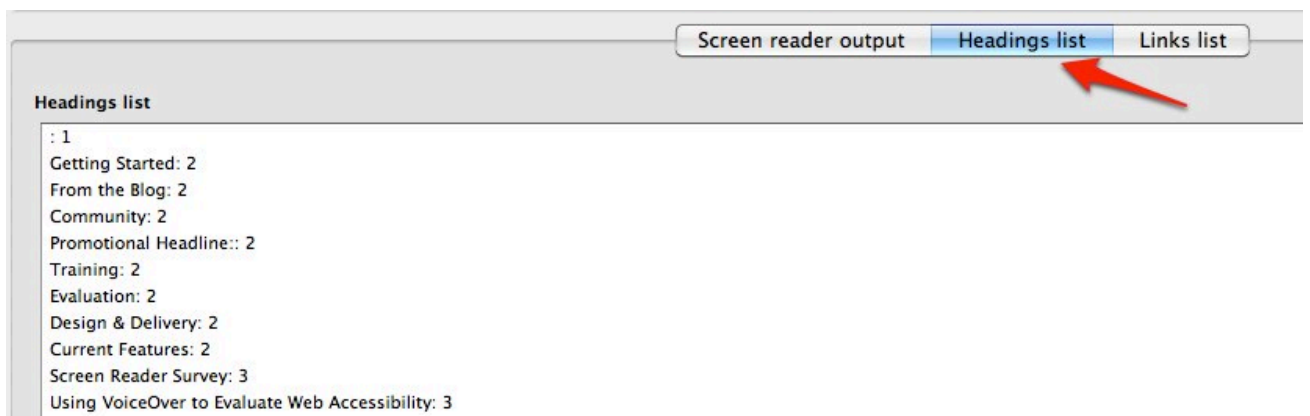 Screen reader output Headings list Links list
Headings list
: 1
Getting Started: 2
From the Blog: 2
Community: 2
Promotional Headline:: 2
Training: 2
Evaluation: 2
Design & Delivery: 2
Current Features: 2
Screen Reader Survey: 3
Using VoiceOver to Evaluate Web Accessibility: 3